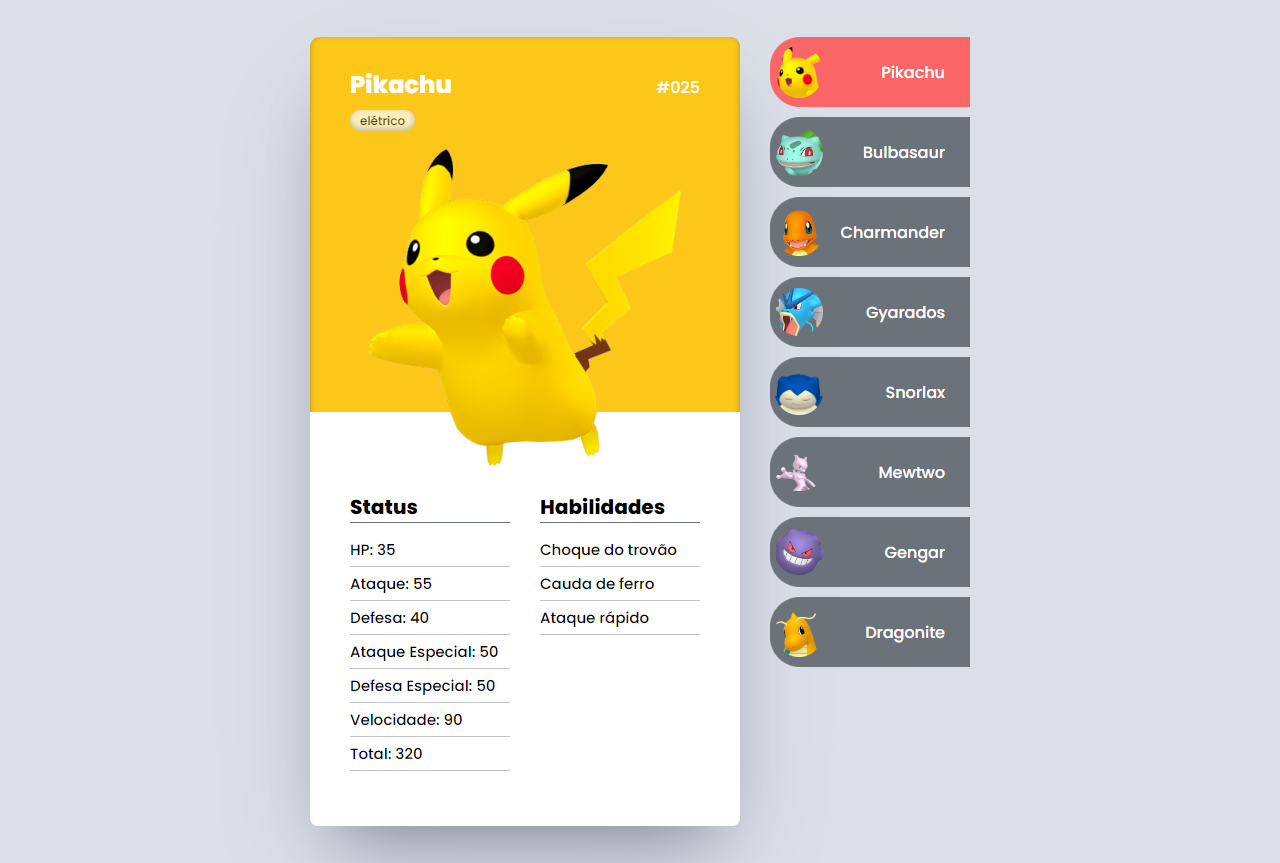 Pikachu
#025
elétrico
Status
HP: 35
Ataque: 55
Defesa: 40
Ataque Especial: 50
Defesa Especial: 50
Velocidade: 90
Total: 320
Habilidades
Choque do trovão
Cauda de ferro
Ataque rápido
Pikachu
Bulbasaur
Charmander
Gyarados
Snorlax
Mewtwo
Gengar
Dragonite